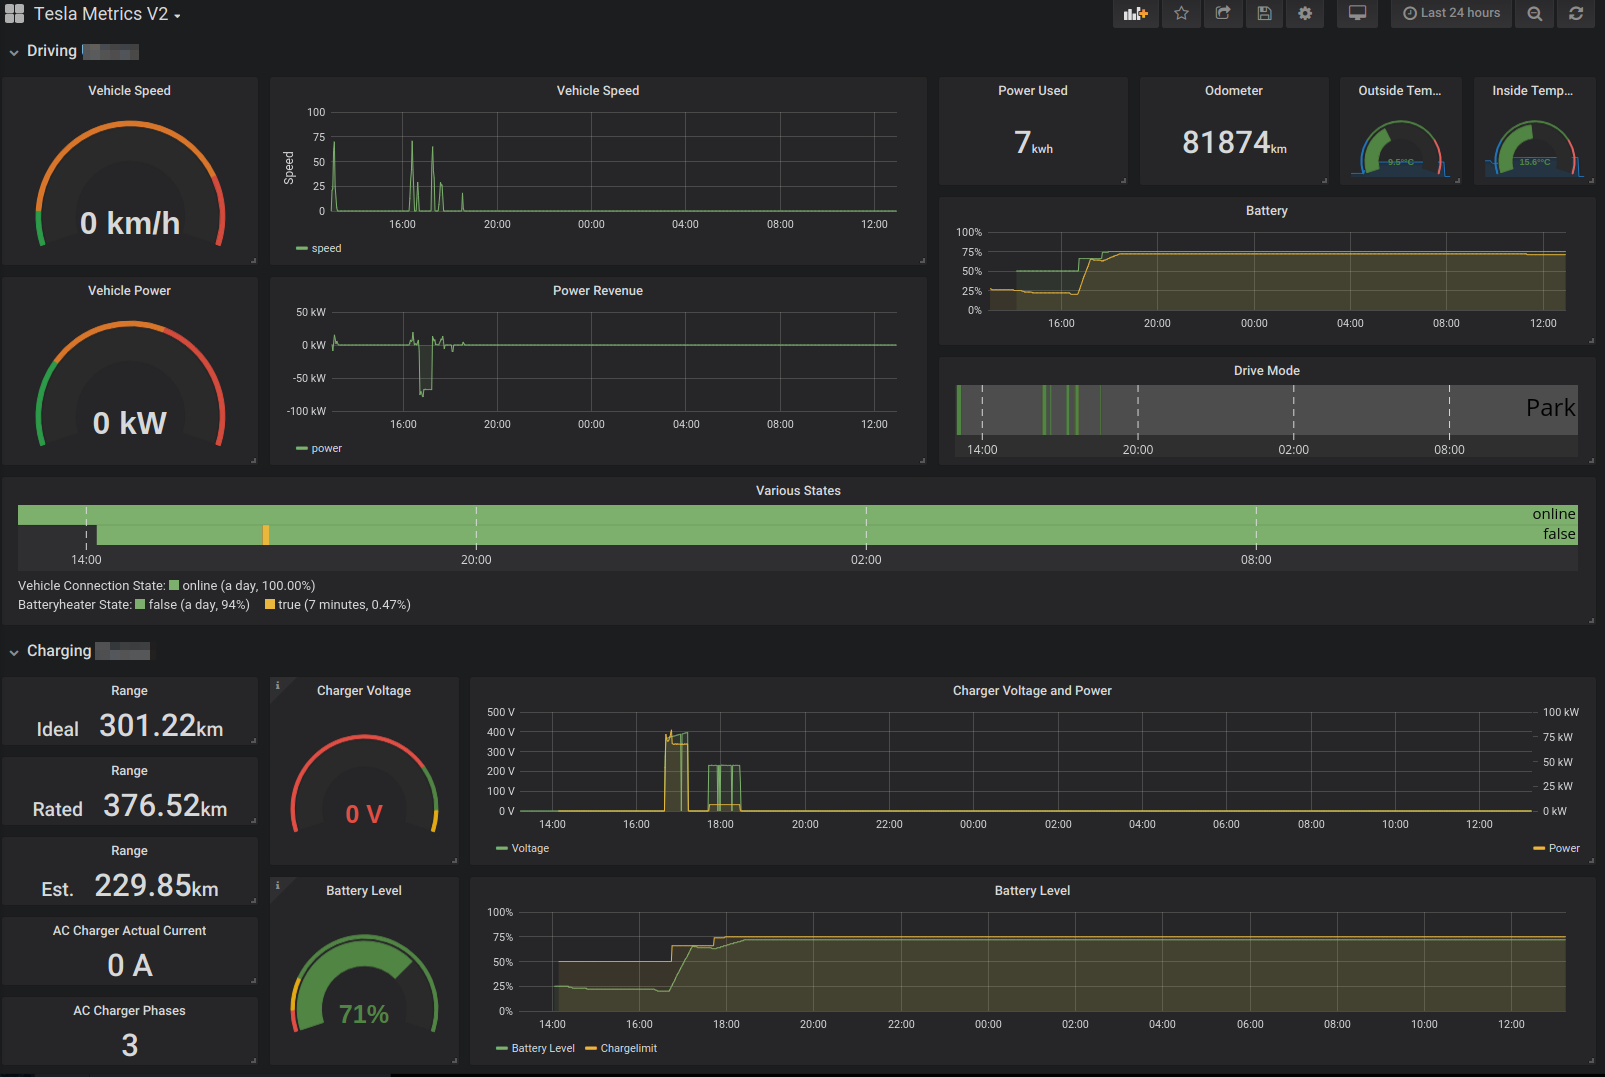 Tesla Metrics V2
Last 24 hours
Driving
Vehicle Speed
0 km/h
Vehicle Speed
Speed
100
75
50
25
0
16:00 20:00 00:00 04:00 08:00 12:00
speed
Power Used
7 kwh
Odometer
81874 km
Outside Tem...
9.5°°C
Inside Temp...
15.6°°C
Battery
100%
75%
50%
25%
0%
16:00 20:00 00:00 04:00 08:00 12:00
Vehicle Power
0 kW
Power Revenue
50 kW
0 kW
-50 kW
-100 kW
16:00 20:00 00:00 04:00 08:00 12:00
power
Drive Mode
Park
14:00 20:00 02:00 08:00
Various States
online
false
14:00 20:00 02:00 08:00
Vehicle Connection State: online (a day, 100.00%)
Batteryheater State: false (a day, 94%) true (7 minutes, 0.47%)
Charging
Range
Ideal 301.22km
Range
Rated 376.52km
Range
Est. 229.85km
AC Charger Actual Current
0 A
AC Charger Phases
3
Charger Voltage
0 V
Battery Level
71%
Charger Voltage and Power
500 V 100 kW
400 V 75 kW
300 V 50 kW
200 V 25 kW
100 V 0 kW
0 V
14:00 16:00 18:00 20:00 22:00 00:00 02:00 04:00 06:00 08:00 10:00 12:00
Voltage Power
Battery Level
100%
75%
50%
25%
0%
14:00 16:00 18:00 20:00 22:00 00:00 02:00 04:00 06:00 08:00 10:00 12:00
Battery Level Chargelimit